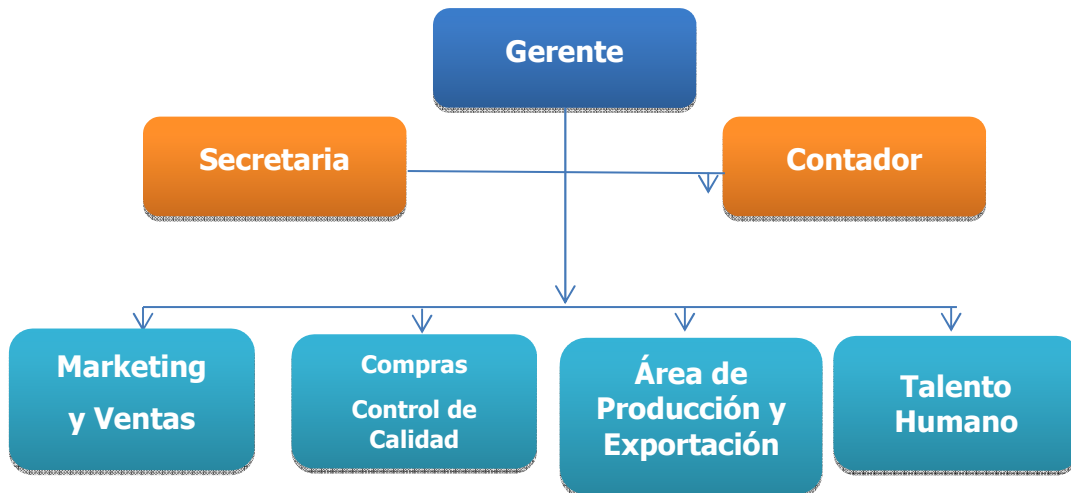 Gerente
Secretaria
Contador
Marketing
y Ventas
Compras
Control de
Calidad
Área de
Producción y
Exportación
Talento
Humano